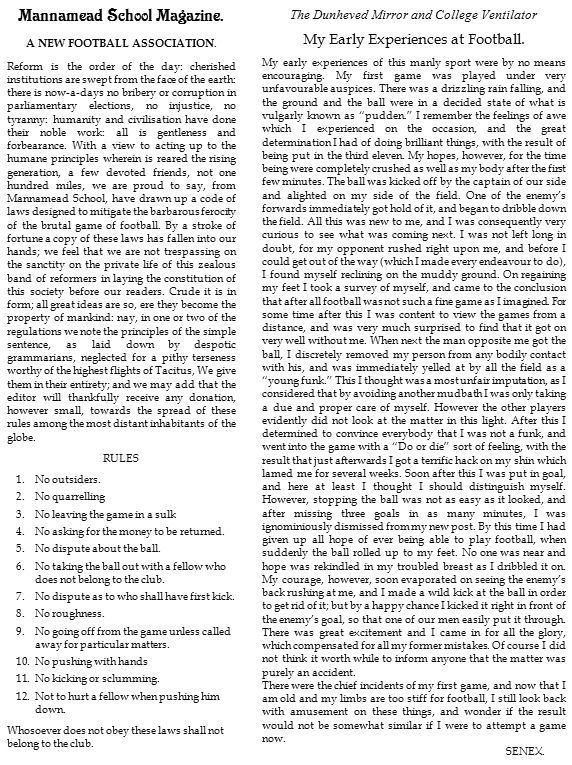 Mannamead School Magazine.
A NEW FOOTBALL ASSOCIATION.
Reform is the order of the day: cherished
institutions are swept from the face of the earth:
there is now-a-days no bribery or corruption in
parliamentary elections, no injustice, no
tyranny: humanity and civilisation have done
their noble work: all is gentleness and
forbearance. With a view to acting up to the
humane principles wherein is reared the rising
generation, a few devoted friends, not one
hundred miles, we are proud to say, from
Mannamead School, have drawn up a code of
laws designed to mitigate the barbarous ferocity
of the brutal game of football. By a stroke of
fortune a copy of these laws has fallen into our
hands; we feel that we are not trespassing on
the sanctity on the private life of this zealous
band of reformers in laying the constitution of
this society before our readers. Crude it is in
form; all great ideas are so, ere they become the
property of mankind: nay, in one or two of the
regulations we note the principles of the simple
sentence, as laid down by despotic
grammarians, neglected for a pithy terseness
worthy of the highest flights of Tacitus, We give
them in their entirety; and we may add that the
editor will thankfully receive any donation,
however small, towards the spread of these
rules among the most distant inhabitants of the
globe.
RULES
1. No outsiders.
2. No quarrelling
3. No leaving the game in a sulk
4. No asking for the money to be returned.
5. No dispute about the ball.
6. No taking the ball out with a fellow who
does not belong to the club.
7. No dispute as to who shall have first kick.
8. No roughness.
9. No going off from the game unless called
away for particular matters.
10. No pushing with hands
11. No kicking or sclumming.
12. Not to hurt a fellow when pushing him
down.
Whosoever does not obey these laws shall not
belong to the club.
The Dunheved Mirror and College Ventilator
My Early Experiences at Football.
My early experiences of this manly sport were by no means
encouraging. My first game was played under very
unfavourable auspices. There was a drizzling rain falling, and
the ground and the ball were in a decided state of what is
vulgarly known as "pudden." I remember the feelings of awe
which I experienced on the occasion, and the great
determination I had of doing brilliant things, with the result of
being put in the third eleven. My hopes, however, for the time
being were completely crushed as well as my body after the first
few minutes. The ball was kicked off by the captain of our side
and alighted on my side of the field. One of the enemy's
forwards immediately got hold of it, and began to dribble down
the field. All this was new to me, and I was consequently very
curious to see what was coming next. I was not left long in
doubt, for my opponent rushed right upon me, and before I
could get out of the way (which I made every endeavour to do),
I found myself reclining on the muddy ground. On regaining
my feet I took a survey of myself, and came to the conclusion
that after all football was not such a fine game as I imagined. For
some time after this I was content to view the games from a
distance, and was very much surprised to find that it got on
very well without me. When next the man opposite me got the
ball, I discretely removed my person from any bodily contact
with his, and was immediately yelled at by all the field as a
"young funk." This I thought was a most unfair imputation, as I
considered that by avoiding another mudbath I was only taking
a due and proper care of myself. However the other players
evidently did not look at the matter in this light. After this I
determined to convince everybody that I was not a funk, and
went into the game with a "Do or die" sort of feeling, with the
result that just afterwards I got a terrific hack on my shin which
lamed me for several weeks. Soon after this I was put in goal,
and here at least I thought I should distinguish myself.
However, stopping the ball was not as easy as it looked, and
after missing three goals in as many minutes, I was
ignominiously dismissed from my new post. By this time I had
given up all hope of ever being able to play football, when
suddenly the ball rolled up to my feet. No one was near and
hope was rekindled in my troubled breast as I dribbled it on.
My courage, however, soon evaporated on seeing the enemy's
back rushing at me, and I made a wild kick at the ball in order
to get rid of it; but by a happy chance I kicked it right in front of
the enemy's goal, so that one of our men easily put it through.
There was great excitement and I came in for all the glory,
which compensated for all my former mistakes. Of course I did
not think it worth while to inform anyone that the matter was
purely an accident.
There were the chief incidents of my first game, and now that I
am old and my limbs are too stiff for football, I still look back
with amusement on these things, and wonder if the result
would not be somewhat similar if I were to attempt a game
now.
SENEX.